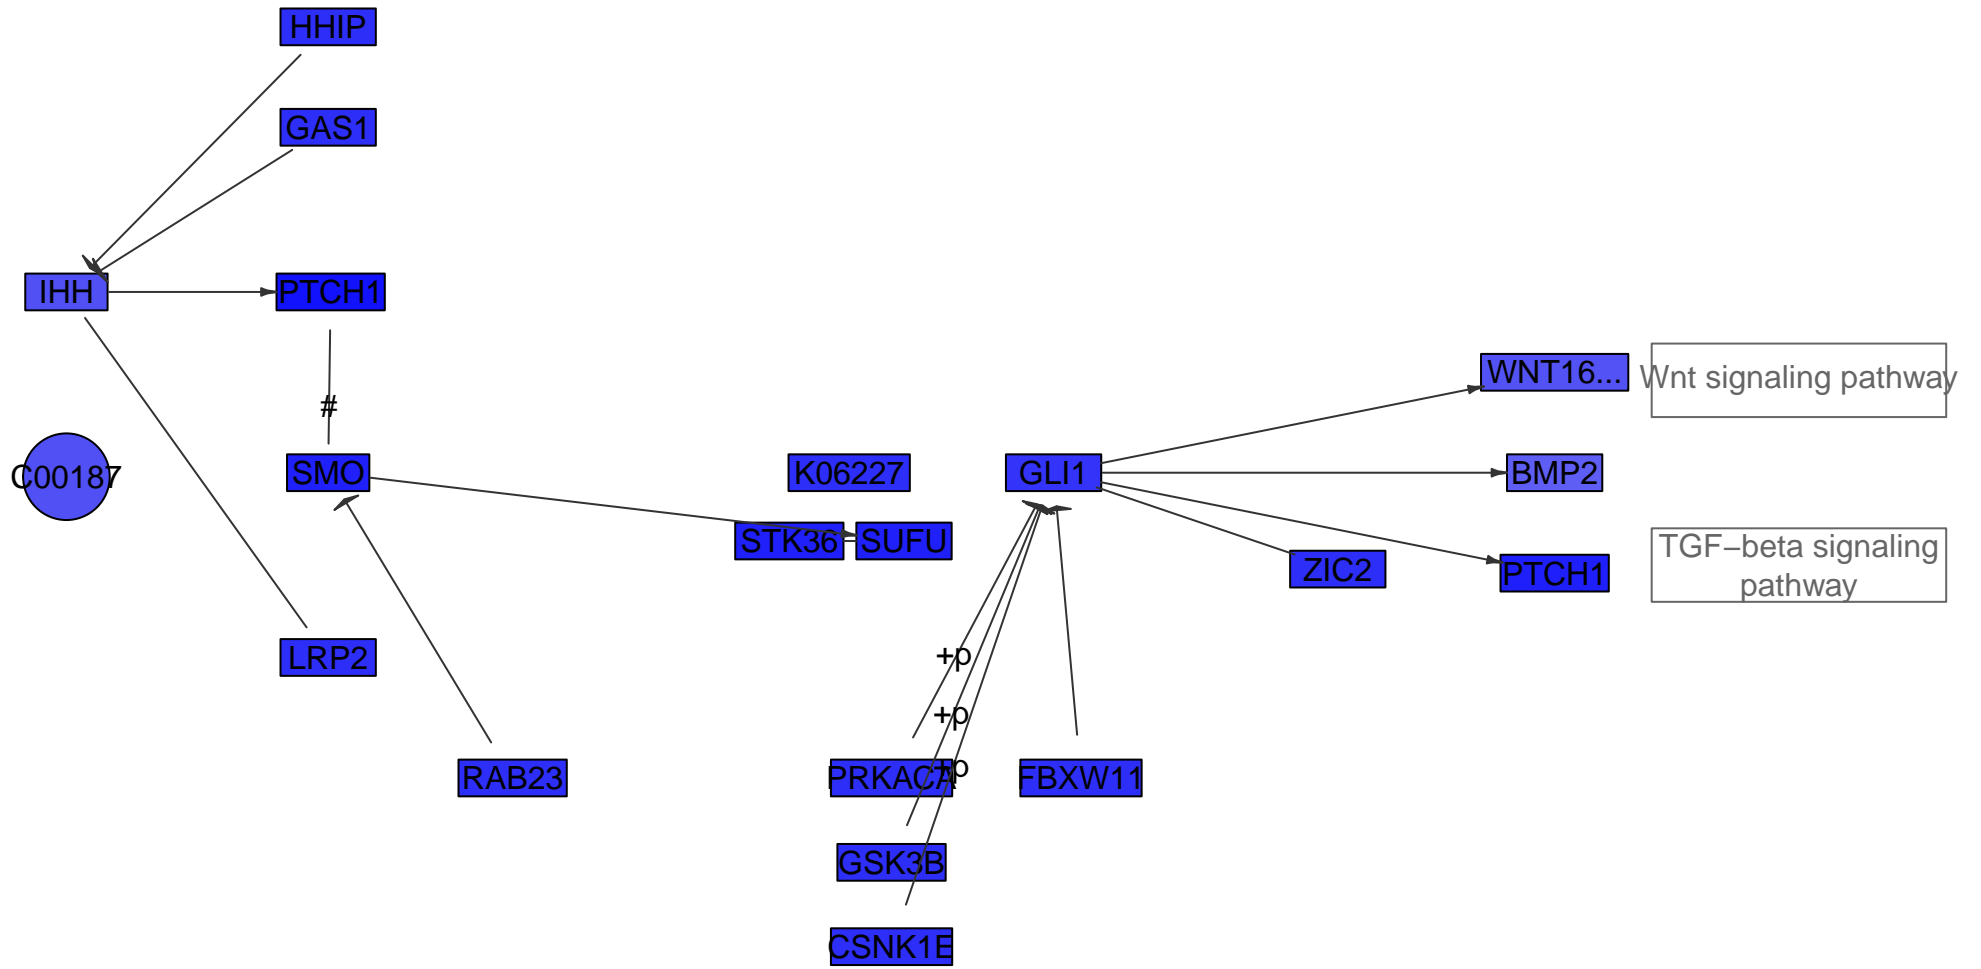 HHIP
GAS1
IHH
PTCH1
WNT16...
Wnt signaling pathway
#
C00187
SMO
K06227
GLI1
BMP2
STK36
SUFU
TGF−beta signaling
pathway
ZIC2
PTCH1
LRP2
+p
+p
+p
RAB23
PRKACA
FBXW11
GSK3B
CSNK1E